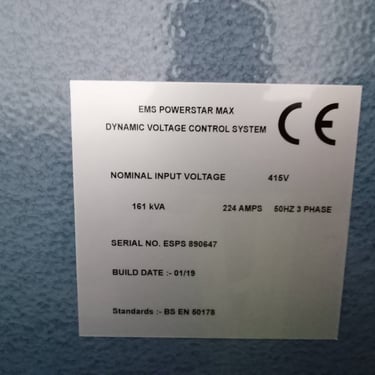 EMS POWERSTAR MAX
DYNAMIC VOLTAGE CONTROL SYSTEM
CE
NOMINAL INPUT VOLTAGE 415V
161 kVA 224 AMPS 50HZ 3 PHASE
SERIAL NO. ESPS 890647
BUILD DATE :- 01/19
Standards :- BS EN 50178